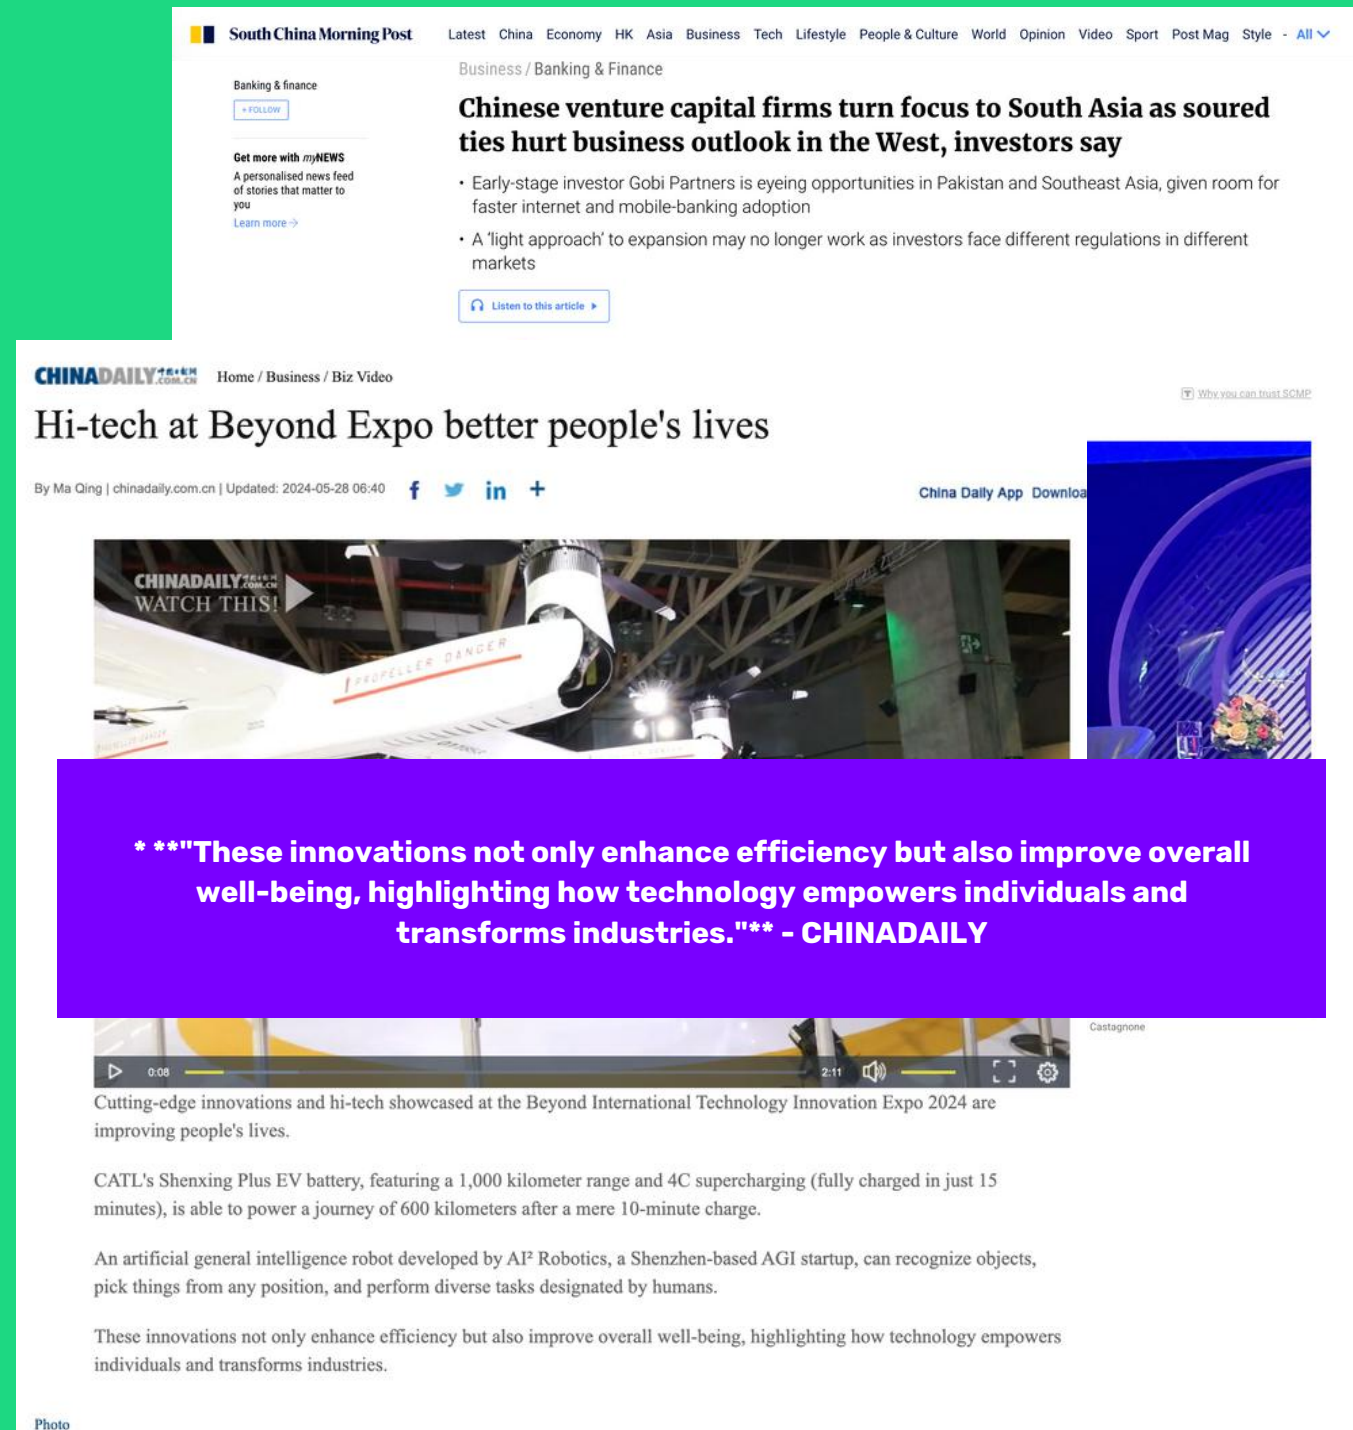 South China Morning Post
Latest China Economy HK Asia Business Tech Lifestyle People & Culture World Opinion Video Sport Post Mag Style - All
Business / Banking & Finance
Banking & finance
+ FOLLOW
Get more with myNEWS
A personalised news feed
of stories that matter to
you
Learn more →
Chinese venture capital firms turn focus to South Asia as soured
ties hurt business outlook in the West, investors say
• Early-stage investor Gobi Partners is eyeing opportunities in Pakistan and Southeast Asia, given room for
faster internet and mobile-banking adoption
• A 'light approach' to expansion may no longer work as investors face different regulations in different
markets
Listen to this article
CHINADAILY
.COM.CN
Home / Business / Biz Video
Why you can trust SCMP
Hi-tech at Beyond Expo better people's lives
By Ma Qing | chinadaily.com.cn | Updated: 2024-05-28 06:40
f in +
China Daily App
CHINADAILY
.COM.CN
WATCH THIS!
PROPELLER DANGER
* **"These innovations not only enhance efficiency but also improve overall
well-being, highlighting how technology empowers individuals and
transforms industries."** - CHINADAILY
Castagnone
0:08
2:11
Cutting-edge innovations and hi-tech showcased at the Beyond International Technology Innovation Expo 2024 are
improving people's lives.
CATL's Shenxing Plus EV battery, featuring a 1,000 kilometer range and 4C supercharging (fully charged in just 15
minutes), is able to power a journey of 600 kilometers after a mere 10-minute charge.
An artificial general intelligence robot developed by AI² Robotics, a Shenzhen-based AGI startup, can recognize objects,
pick things from any position, and perform diverse tasks designated by humans.
These innovations not only enhance efficiency but also improve overall well-being, highlighting how technology empowers
individuals and transforms industries.
Photo